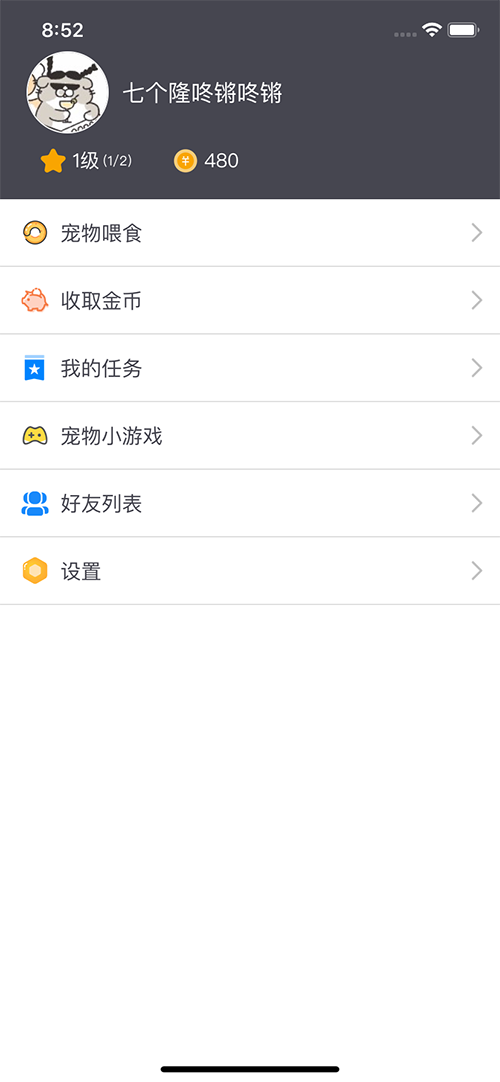 8:52
七个隆咚锵咚锵
1级 (1/2) 480
宠物喂食
收取金币
我的任务
宠物小游戏
好友列表
设置